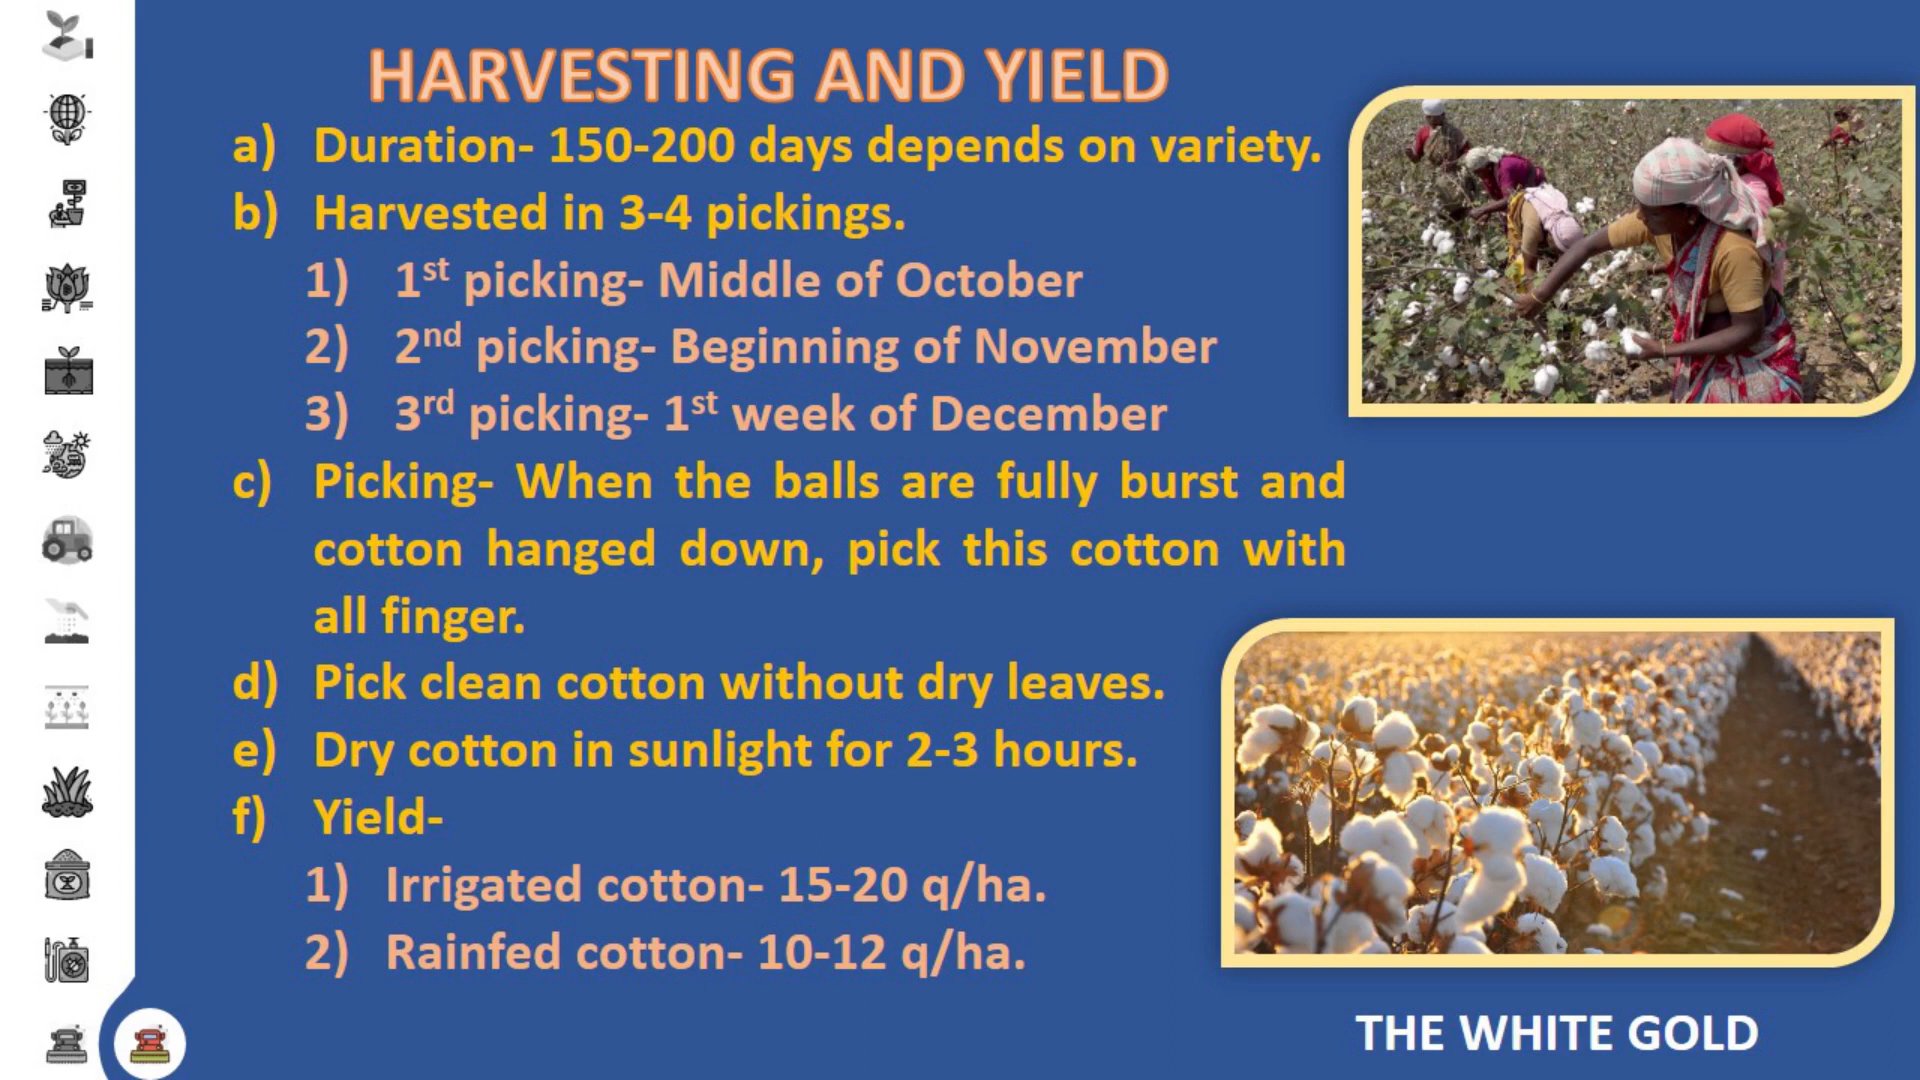 HARVESTING AND YIELD
a) Duration- 150-200 days depends on variety.
b) Harvested in 3-4 pickings.
1) 1st picking- Middle of October
2) 2nd picking- Beginning of November
3) 3rd picking- 1st week of December
c) Picking- When the balls are fully burst and
cotton hanged down, pick this cotton with
all finger.
d) Pick clean cotton without dry leaves.
e) Dry cotton in sunlight for 2-3 hours.
f) Yield-
1) Irrigated cotton- 15-20 q/ha.
2) Rainfed cotton- 10-12 q/ha.
THE WHITE GOLD